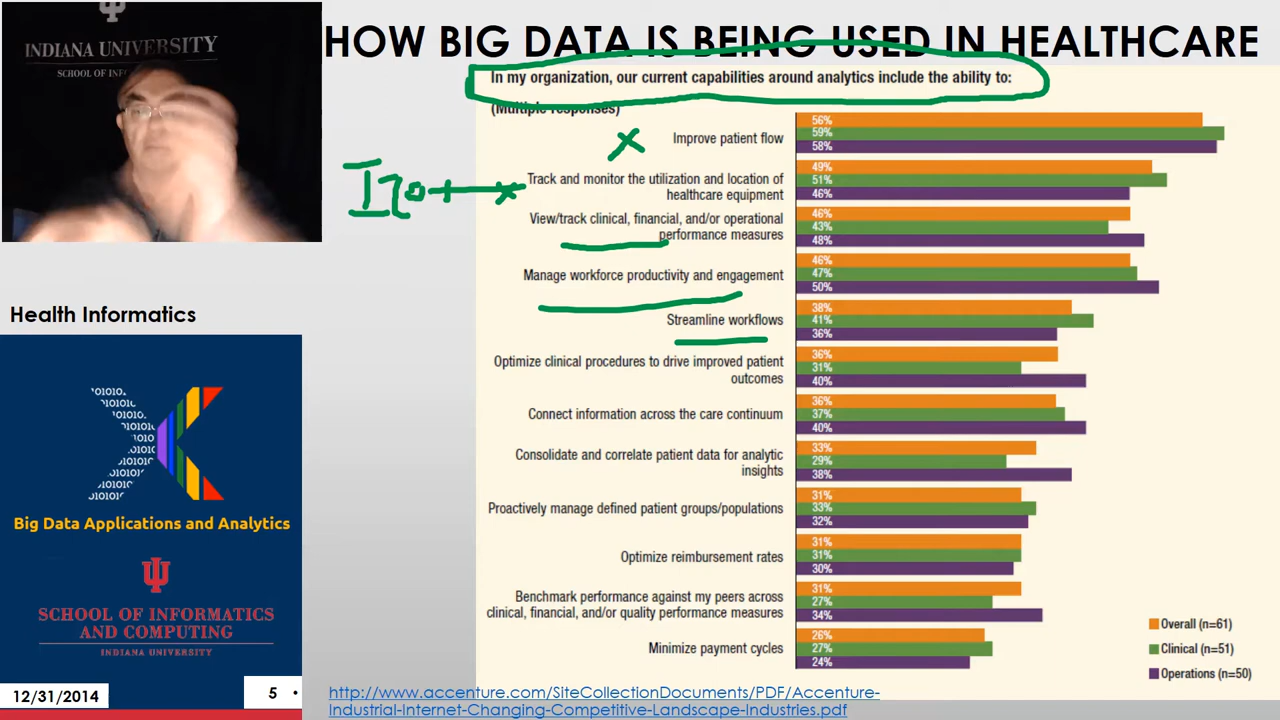 INDIANA UNIVERSITY
HOW BIG DATA IS BEING USED IN HEALTHCARE
In my organization, our current capabilities around analytics include the ability to:
(Multiple responses)
Improve patient flow
56%
59%
58%
Track and monitor the utilization and location of
healthcare equipment
49%
51%
46%
View/track clinical, financial, and/or operational
performance measures
46%
43%
48%
Manage workforce productivity and engagement
46%
47%
50%
Streamline workflows
38%
41%
36%
Optimize clinical procedures to drive improved patient
outcomes
36%
31%
40%
Connect information across the care continuum
36%
37%
40%
Consolidate and correlate patient data for analytic
insights
33%
29%
38%
Proactively manage defined patient groups/populations
31%
33%
32%
Optimize reimbursement rates
31%
31%
30%
Benchmark performance against my peers across
clinical, financial, and/or quality performance measures
31%
27%
34%
Minimize payment cycles
26%
27%
24%
Overall (n=61)
Clinical (n=51)
Operations (n=50)
Health Informatics
Big Data Applications and Analytics
SCHOOL OF INFORMATICS
AND COMPUTING
INDIANA UNIVERSITY
12/31/2014
5
http://www.accenture.com/SiteCollectionDocuments/PDF/Accenture-
Industrial-Internet-Changing-Competitive-Landscape-Industries.pdf